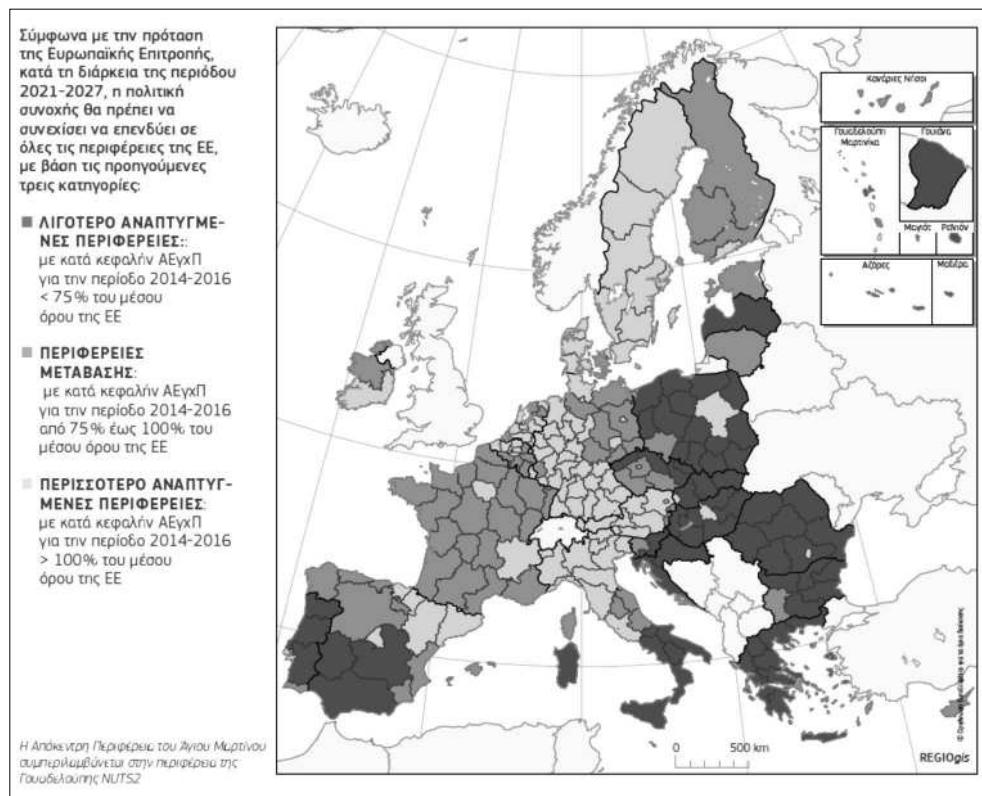 Σύμφωνα με την πρόταση
της Ευρωπαϊκής Επιτροπής,
κατά τη διάρκεια της περιόδου
2021-2027, η πολιτική
συνοχής θα πρέπει να
συνεχίσει να επενδύει σε
όλες τις περιφέρειες της ΕΕ,
με βάση τις προηγούμενες
τρεις κατηγορίες:
ΛΙΓΟΤΕΡΟ ΑΝΑΠΤΥΓΜΕ-
ΝΕΣ ΠΕΡΙΦΕΡΕΙΕΣ::
με κατά κεφαλήν ΑΕγχΠ
για την περίοδο 2014-2016
< 75% του μέσου
όρου της ΕΕ
ΠΕΡΙΦΕΡΕΙΕΣ
ΜΕΤΑΒΑΣΗΣ:
με κατά κεφαλήν ΑΕγχΠ
για την περίοδο 2014-2016
από 75% έως 100% του
μέσου όρου της ΕΕ
ΠΕΡΙΣΣΟΤΕΡΟ ΑΝΑΠΤΥΓ-
ΜΕΝΕΣ ΠΕΡΙΦΕΡΕΙΕΣ:
με κατά κεφαλήν ΑΕγχΠ
για την περίοδο 2014-2016
> 100% του μέσου
όρου της ΕΕ
Η Απόκεντρη Περιφέρεια του Άγιου Μαρτίνου
συμπεριλαμβάνεται στην περιφέρεια της
Γουαδελούπης NUTS2
Κανάριες Νήσοι
Γουαδελούπη
Μαρτινίκα
Γουιάνα
Μαγιότ
Ρεϊνιόν
Αζόρες
Μαδέρα
0 500 km
REGIOgis